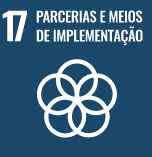 17 PARCERIAS E MEIOS
DE IMPLEMENTAÇÃO